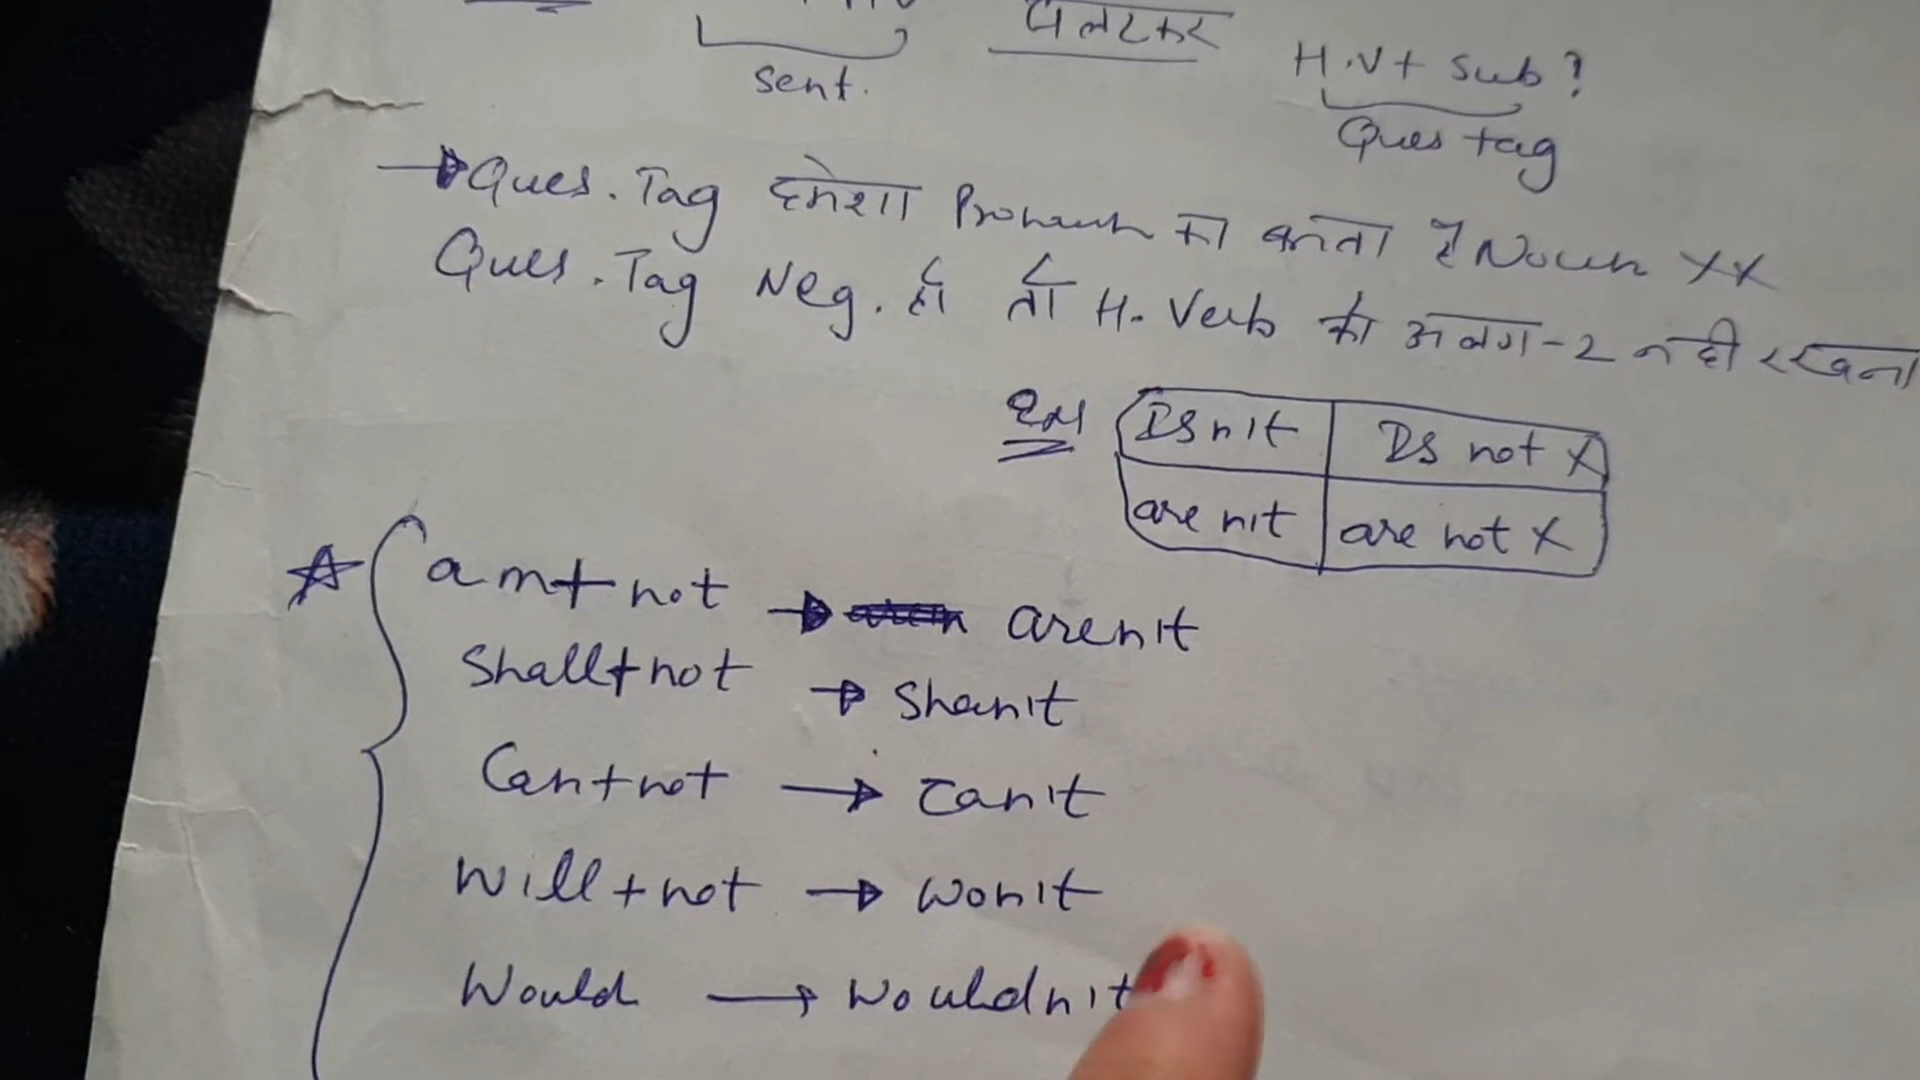 पलटकर
sent.
H.V + Sub ?
Ques tag
→ Ques. Tag हमेशा Pronoun का बनता है Noun XX
Ques. Tag Neg. हो तो H. Verb को अलग-2 नही रखना
Isn't | Is not X
are n't | are not X
☆ am + not → aren't
Shall + not → Shan't
Can + not → Can't
Will + not → Won't
Would → Wouldn't